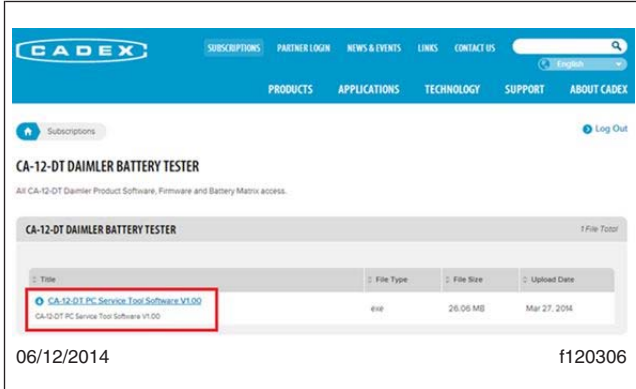 CADEX
SUBSCRIPTIONS PARTNER LOGIN NEWS & EVENTS LINKS CONTACT US
English
PRODUCTS APPLICATIONS TECHNOLOGY SUPPORT ABOUT CADEX
Subscriptions
Log Out
CA-12-DT DAIMLER BATTERY TESTER
All CA-12-DT Daimler Product Software, Firmware and Battery Matrix access.
CA-12-DT DAIMLER BATTERY TESTER 1 File Total
Title File Type File Size Upload Date
CA-12-DT PC Service Tool Software V1.00
CA-12-DT PC Service Tool Software V1.00 exe 26.06 MB Mar 27, 2014
06/12/2014 f120306